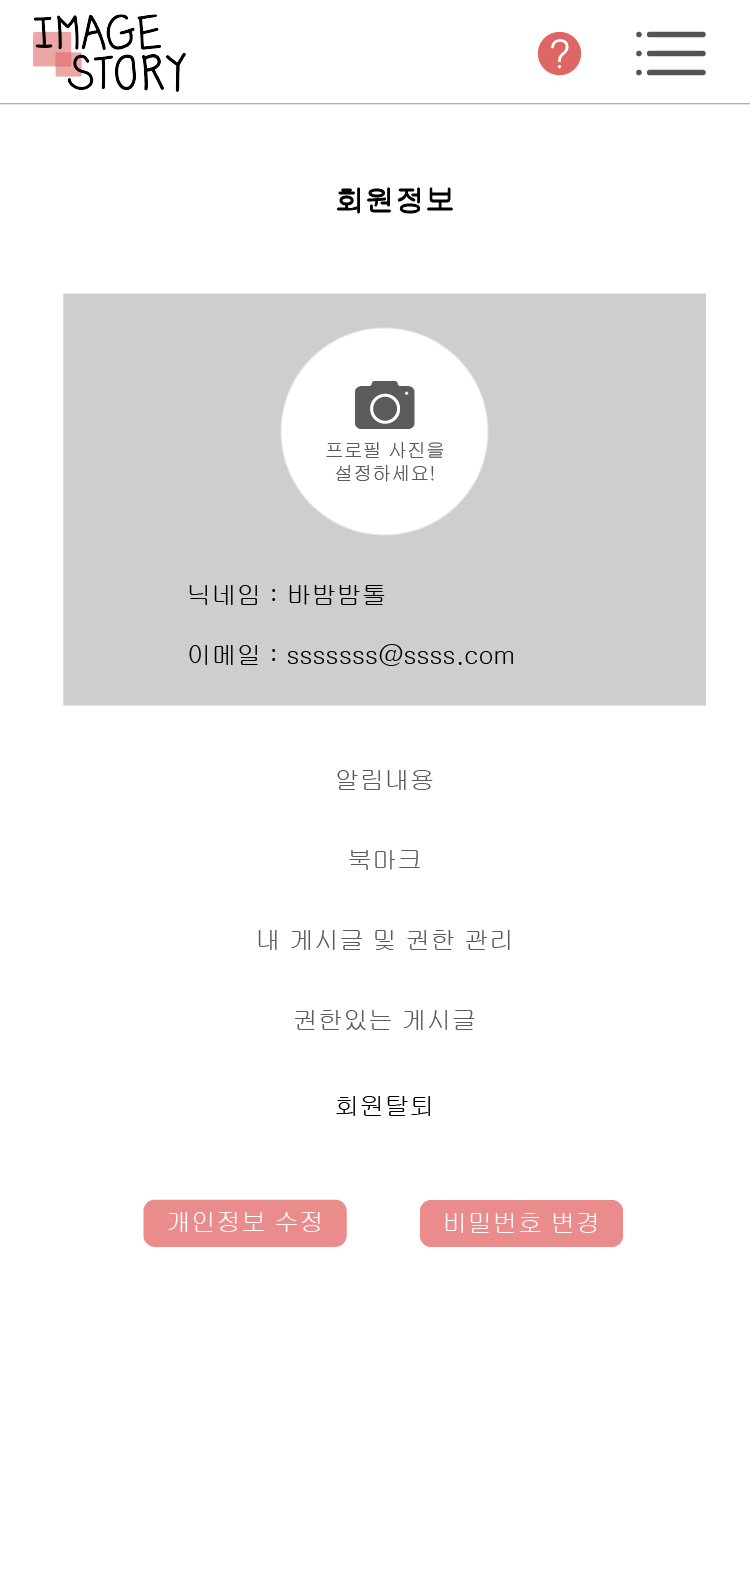 IMAGE
STORY
?
회원정보
프로필 사진을
설정하세요!
닉네임 : 바밤밤톨
이메일 : sssssss@ssss.com
알림내용
북마크
내 게시글 및 권한 관리
권한있는 게시글
회원탈퇴
개인정보 수정
비밀번호 변경